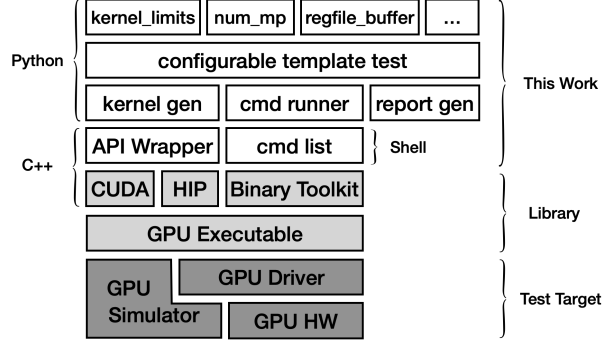 kernel_limits num_mp regfile_buffer ...
Python
configurable template test
This Work
kernel gen cmd runner report gen
API Wrapper cmd list Shell
C++
CUDA HIP Binary Toolkit
Library
GPU Executable
GPU Driver
GPU
Simulator
Test Target
GPU HW